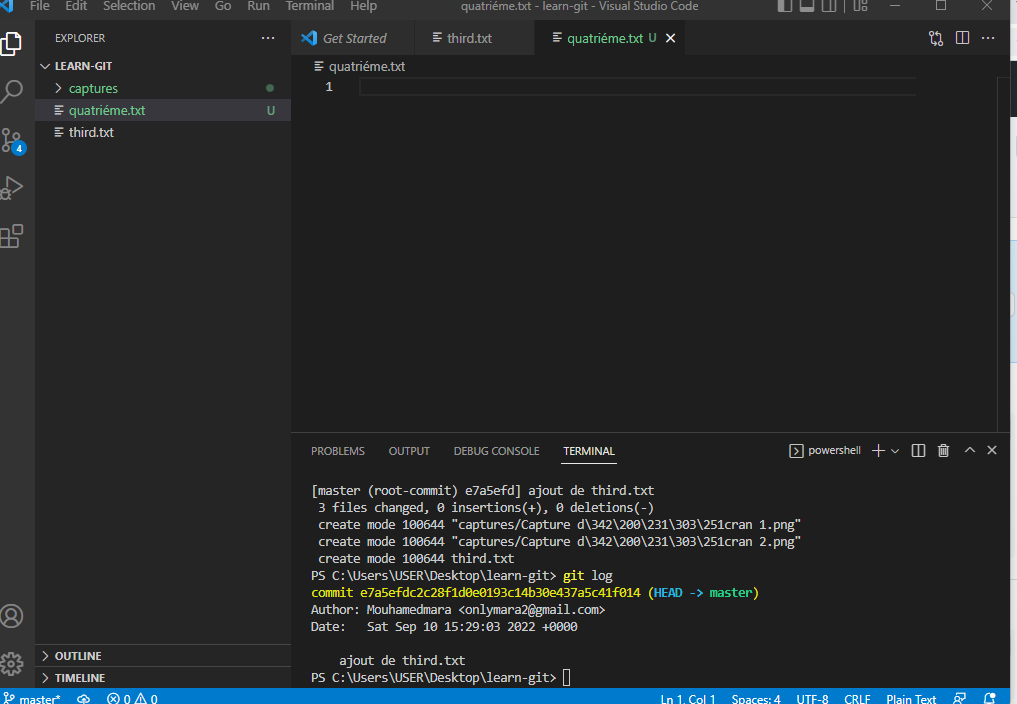 File Edit Selection View Go Run Terminal Help quatriéme.txt - learn-git - Visual Studio Code
EXPLORER
Get Started
third.txt
quatriéme.txt U
LEARN-GIT
captures
quatriéme.txt U
third.txt
4
quatriéme.txt
1
PROBLEMS OUTPUT DEBUG CONSOLE TERMINAL
powershell
[master (root-commit) e7a5efd] ajout de third.txt
3 files changed, 0 insertions(+), 0 deletions(-)
create mode 100644 "captures/Capture d\342\200\231\303\251cran 1.png"
create mode 100644 "captures/Capture d\342\200\231\303\251cran 2.png"
create mode 100644 third.txt
PS C:\Users\USER\Desktop\learn-git> git log
commit e7a5efdc2c28f1d0e0193c14b30e437a5c41f014 (HEAD -> master)
Author: Mouhamedmara <onlymara2@gmail.com>
Date:   Sat Sep 10 15:29:03 2022 +0000
ajout de third.txt
PS C:\Users\USER\Desktop\learn-git>
OUTLINE
TIMELINE
master* 0 0 Ln 1, Col 1 Spaces: 4 UTF-8 CRLF Plain Text